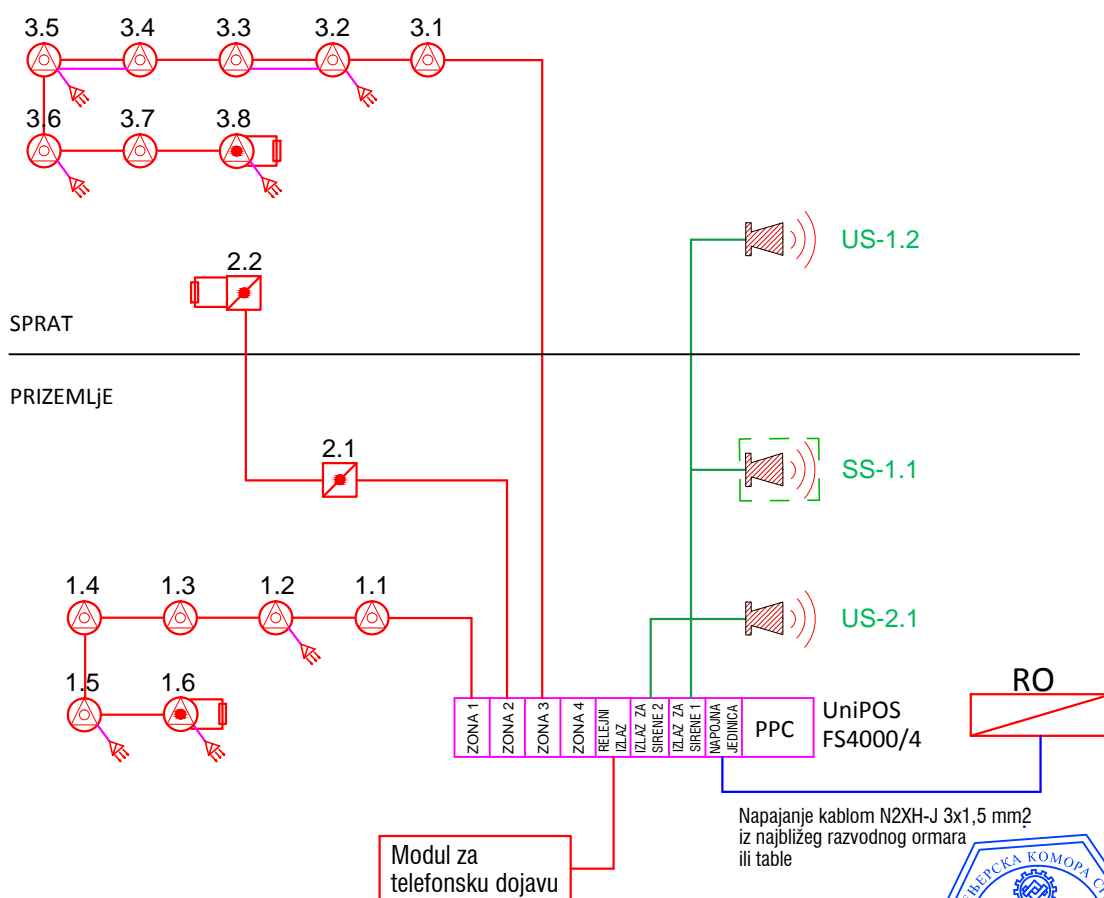 3.5 3.4 3.3 3.2 3.1
3.6 3.7 3.8
US-1.2
2.2
SPRAT
PRIZEMLjE
2.1
SS-1.1
1.4 1.3 1.2 1.1
US-2.1
1.5 1.6
RO
ZONA 1
ZONA 2
ZONA 3
ZONA 4
RELEJNI
IZLAZ
IZLAZ ZA
SIRENE 2
IZLAZ ZA
SIRENE 1
NAPOJNA
JEDINICA
PPC
UniPOS
FS4000/4
Napajanje kablom N2XH-J 3x1,5 mm2
iz najbližeg razvodnog ormara
ili table
Modul za
telefonsku dojavu
КОМОРА